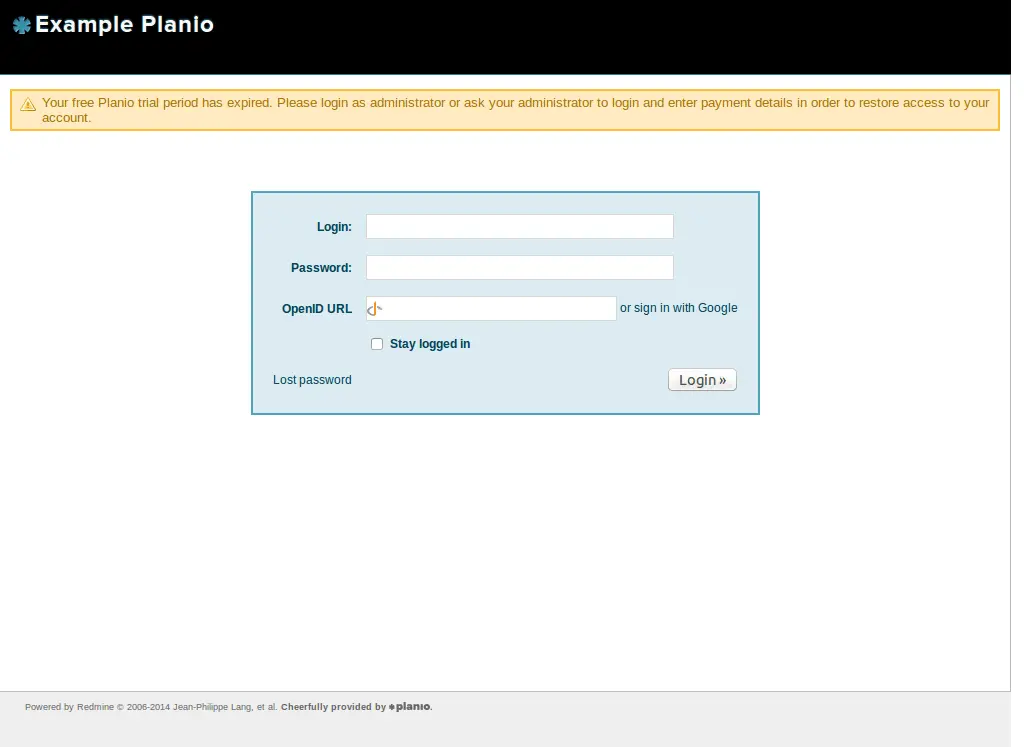 Example Planio
Your free Planio trial period has expired. Please login as administrator or ask your administrator to login and enter payment details in order to restore access to your
account.
Login:
Password:
OpenID URL or sign in with Google
Stay logged in
Lost password Login »
Powered by Redmine © 2006-2014 Jean-Philippe Lang, et al. Cheerfully provided by planio.